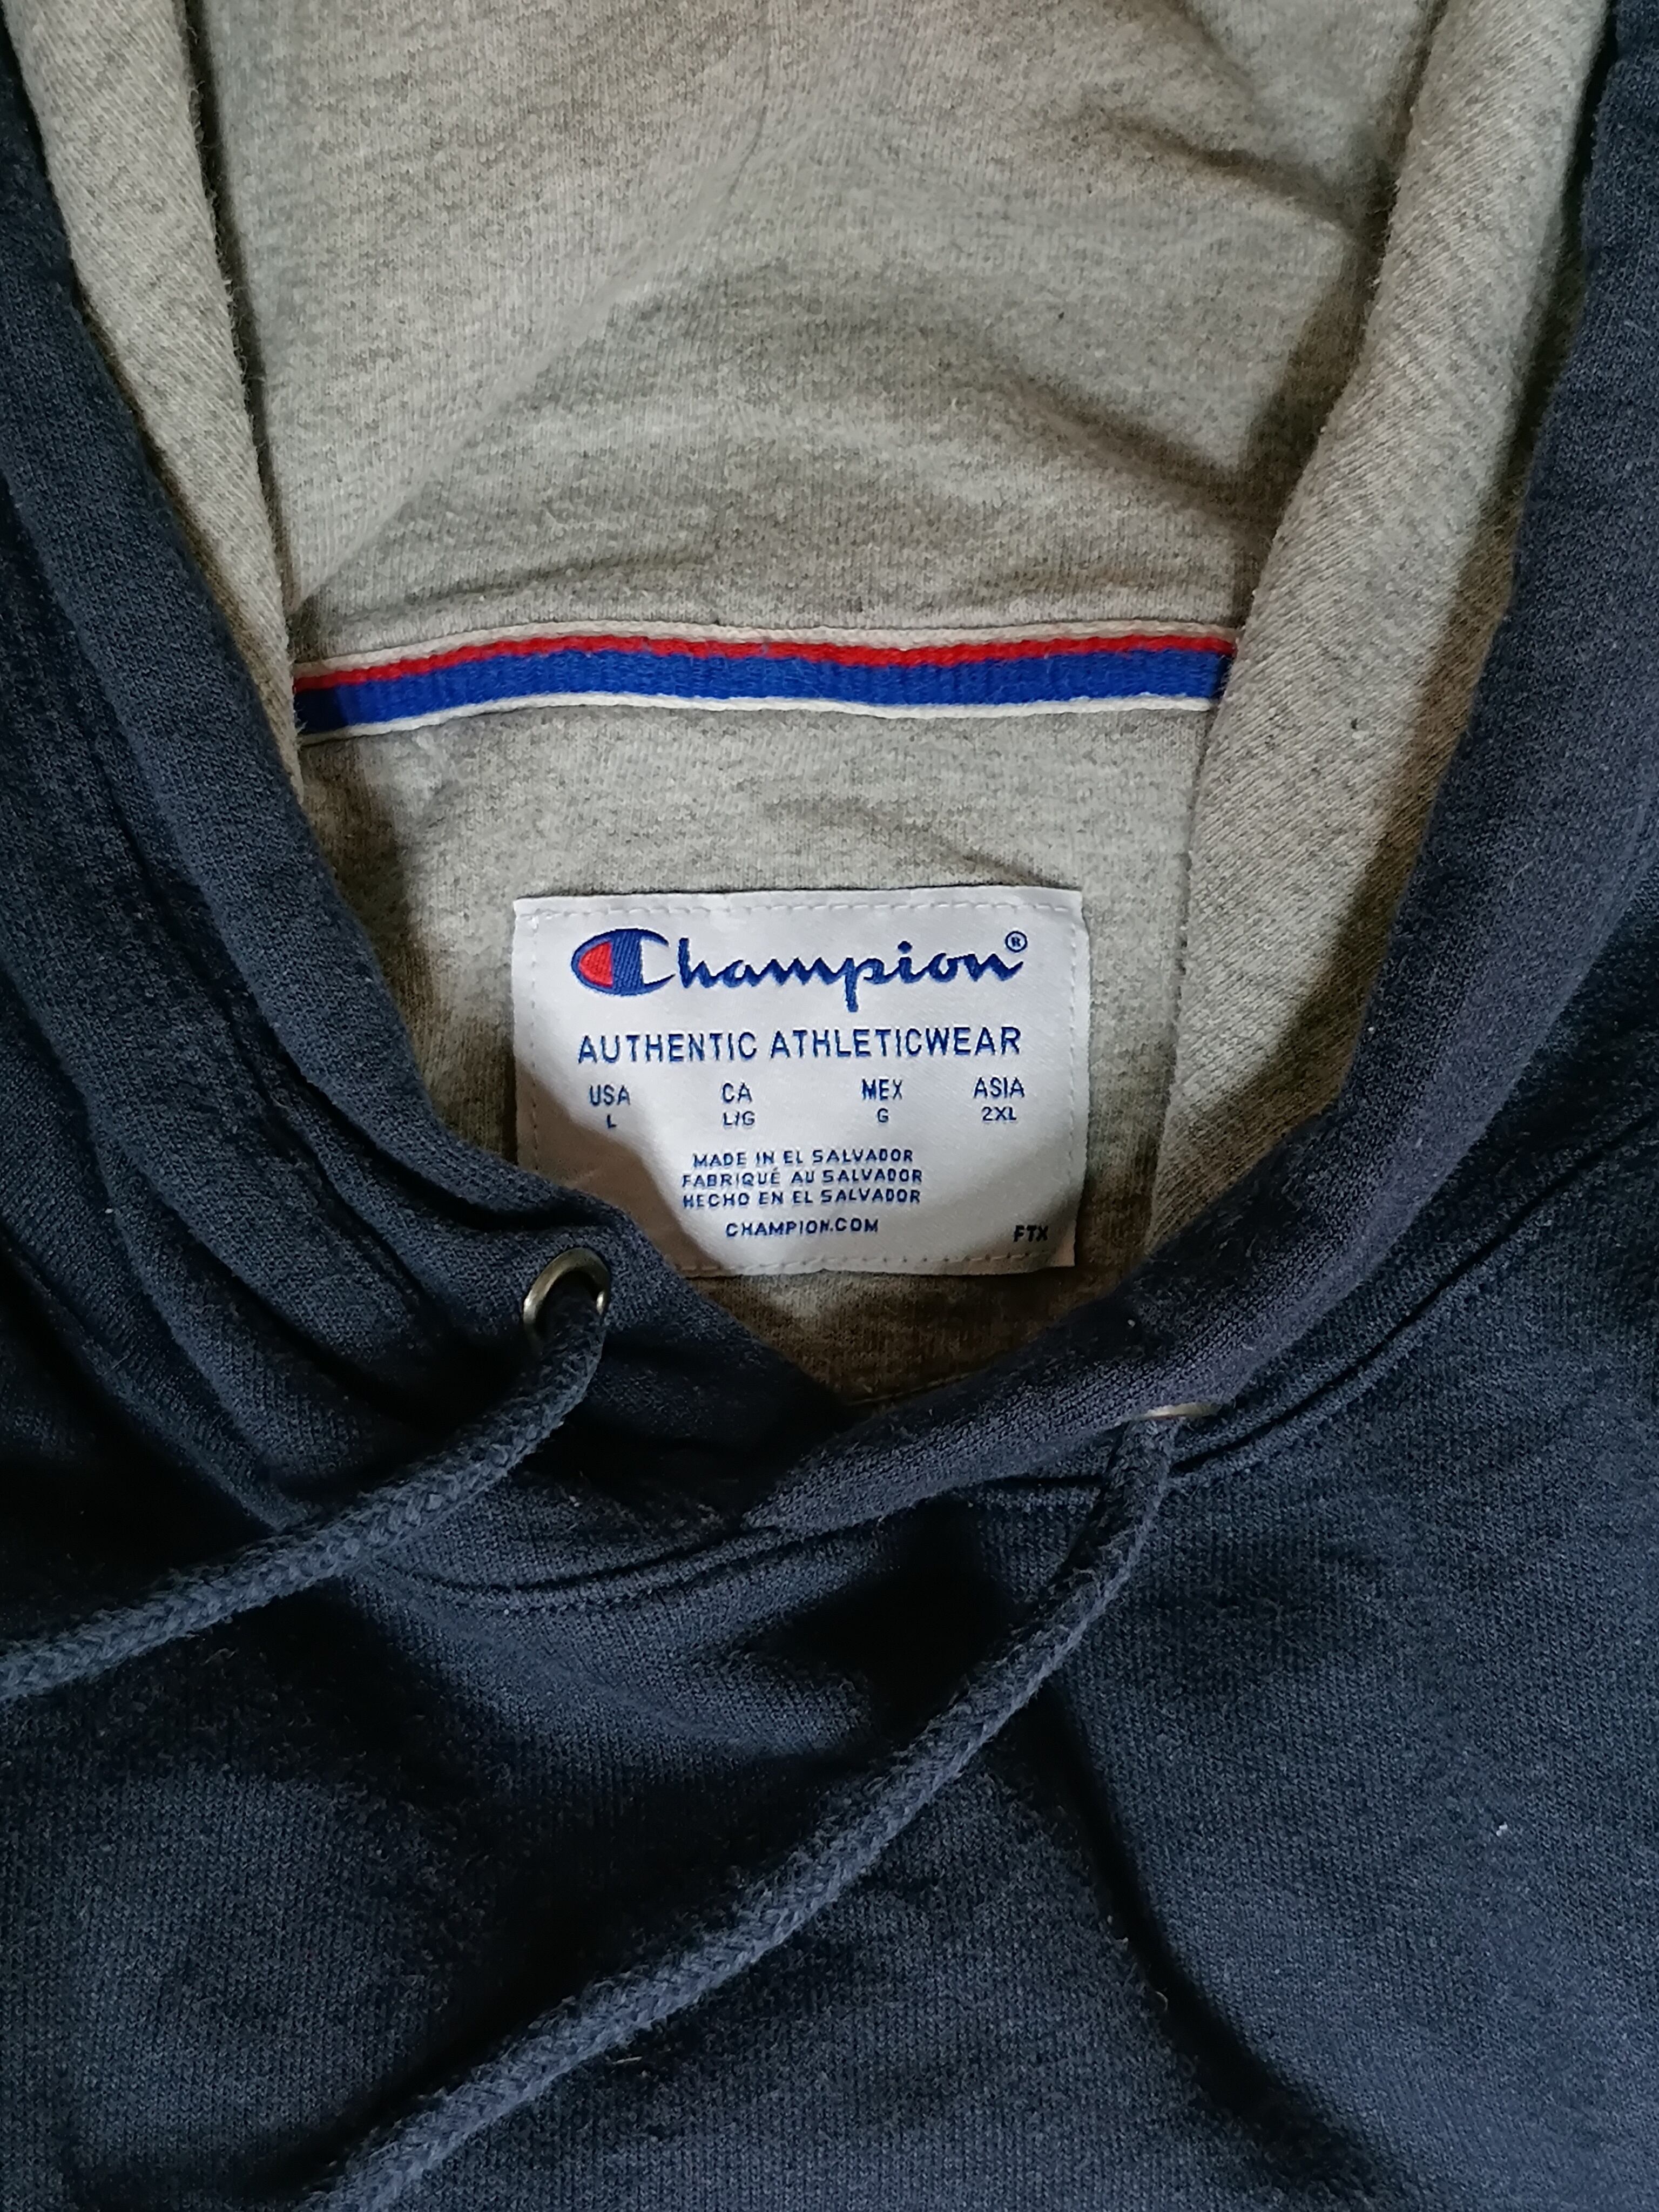 Champion®
AUTHENTIC ATHLETICWEAR
USA CA MEX ASIA
L L/G G 2XL
MADE IN EL SALVADOR
FABRIQUÉ AU SALVADOR
HECHO EN EL SALVADOR
CHAMPION.COM
FTX